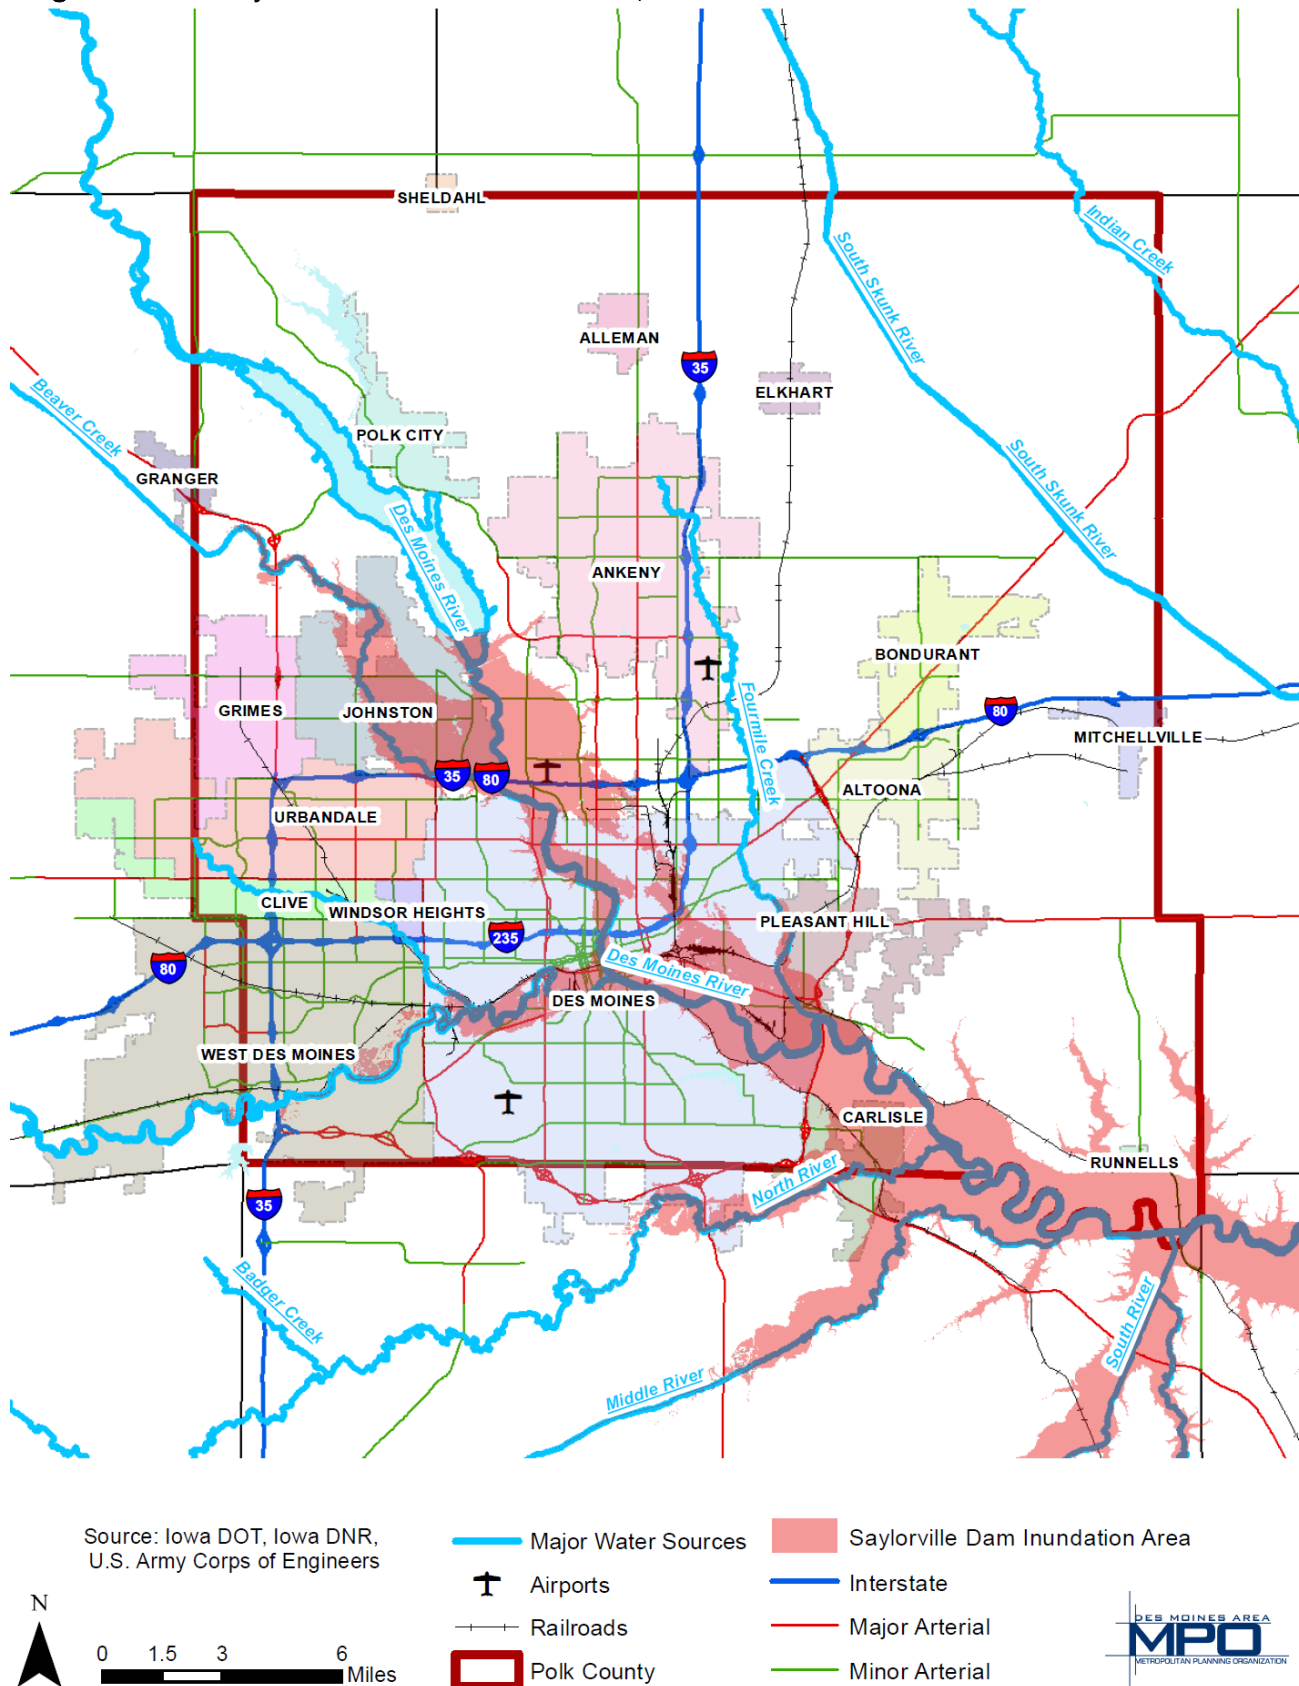 SHELDAHL
Indian Creek
South Skunk River
ALLEMAN
35
ELKHART
Beaver Creek
POLK CITY
GRANGER
South Skunk River
Des Moines River
ANKENY
BONDURANT
Fourmile Creek
GRIMES
JOHNSTON
80
MITCHELLVILLE
35
80
ALTOONA
URBANDALE
CLIVE
WINDSOR HEIGHTS
PLEASANT HILL
235
80
Des Moines River
DES MOINES
WEST DES MOINES
CARLISLE
RUNNELLS
North River
35
Badger Creek
South River
Middle River
Source: Iowa DOT, Iowa DNR,
U.S. Army Corps of Engineers
N
0 1.5 3 6
Miles
Major Water Sources
Airports
Railroads
Polk County
Saylorville Dam Inundation Area
Interstate
Major Arterial
Minor Arterial
DES MOINES AREA
MPO
METROPOLITAN PLANNING ORGANIZATION